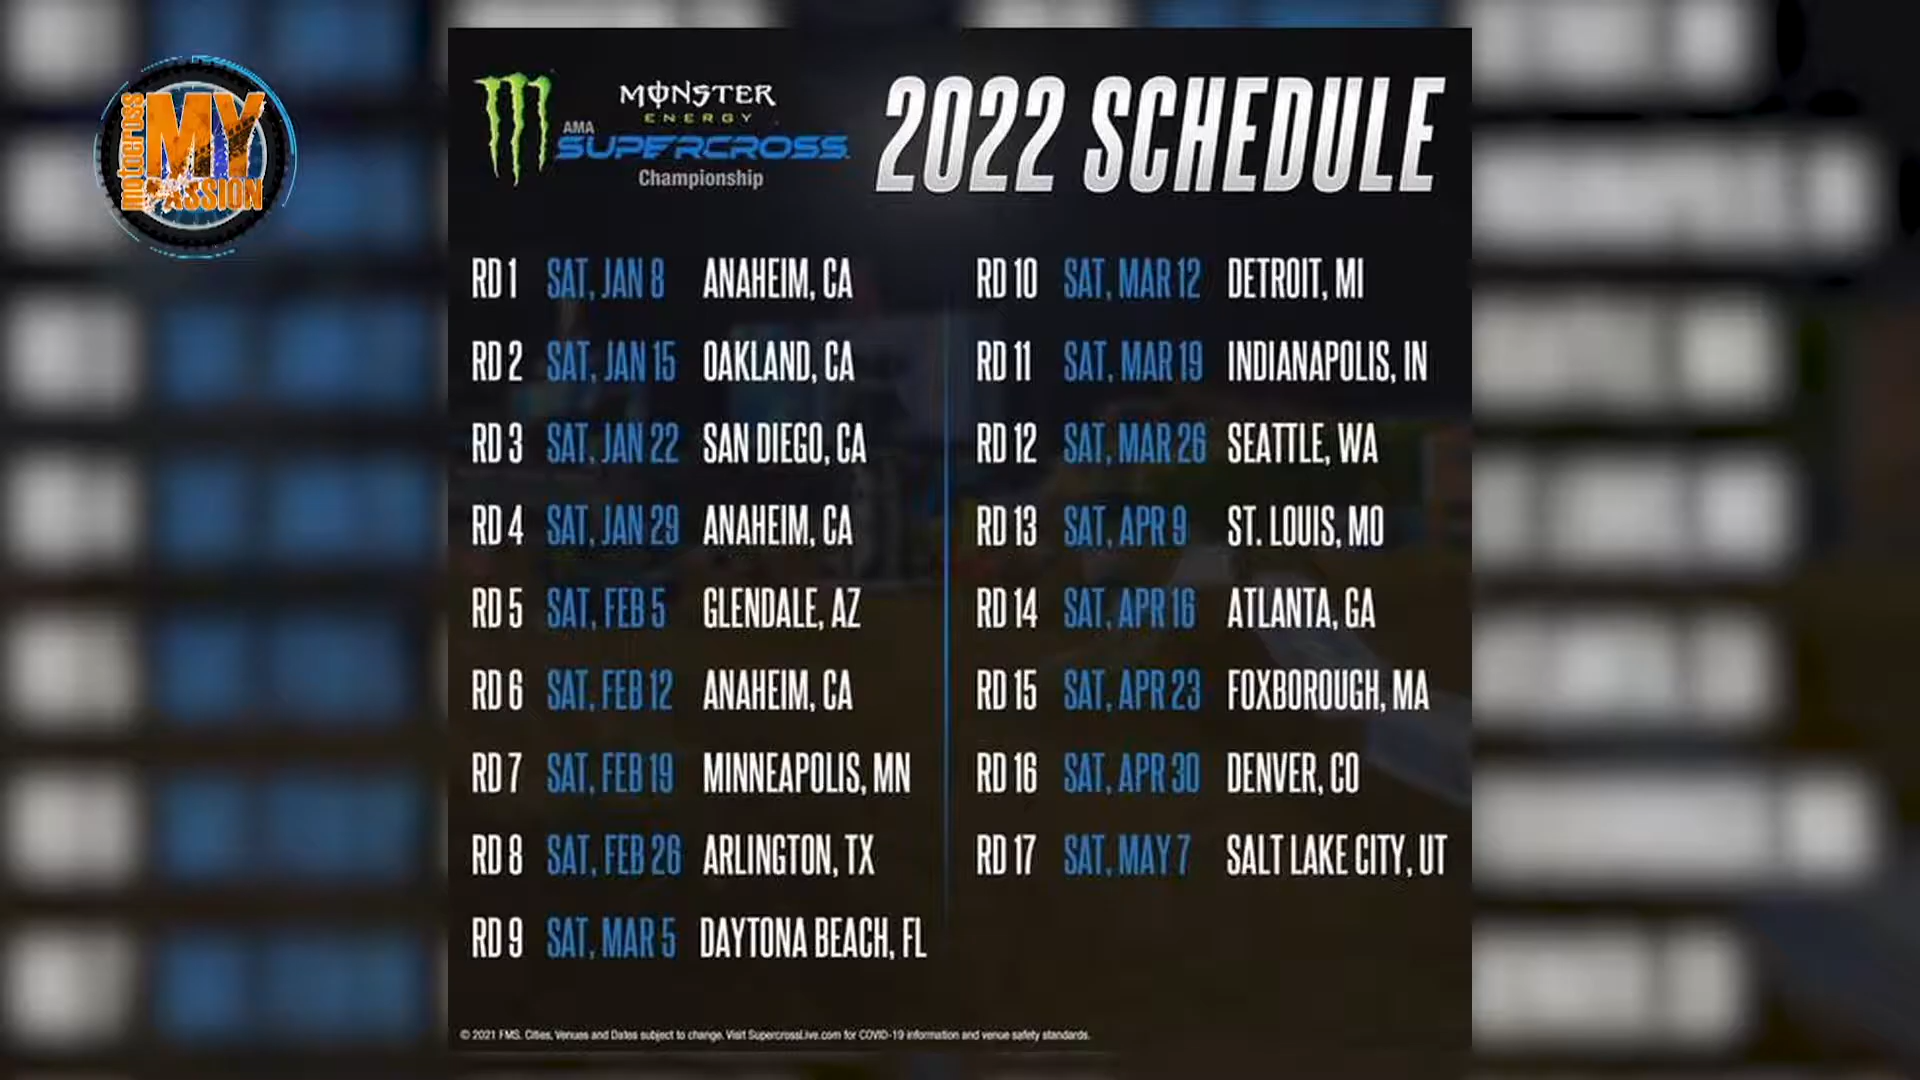 motocross
MY
PASSION
MONSTER
ENERGY
AMA
SUPERCROSS
Championship
2022 SCHEDULE
RD 1 SAT, JAN 8 ANAHEIM, CA
RD 2 SAT, JAN 15 OAKLAND, CA
RD 3 SAT, JAN 22 SAN DIEGO, CA
RD 4 SAT, JAN 29 ANAHEIM, CA
RD 5 SAT, FEB 5 GLENDALE, AZ
RD 6 SAT, FEB 12 ANAHEIM, CA
RD 7 SAT, FEB 19 MINNEAPOLIS, MN
RD 8 SAT, FEB 26 ARLINGTON, TX
RD 9 SAT, MAR 5 DAYTONA BEACH, FL
RD 10 SAT, MAR 12 DETROIT, MI
RD 11 SAT, MAR 19 INDIANAPOLIS, IN
RD 12 SAT, MAR 26 SEATTLE, WA
RD 13 SAT, APR 9 ST. LOUIS, MO
RD 14 SAT, APR 16 ATLANTA, GA
RD 15 SAT, APR 23 FOXBOROUGH, MA
RD 16 SAT, APR 30 DENVER, CO
RD 17 SAT, MAY 7 SALT LAKE CITY, UT
© 2021 FMS. Cities, Venues and Dates subject to change. Visit SupercrossLive.com for COVID-19 information and venue safety standards.